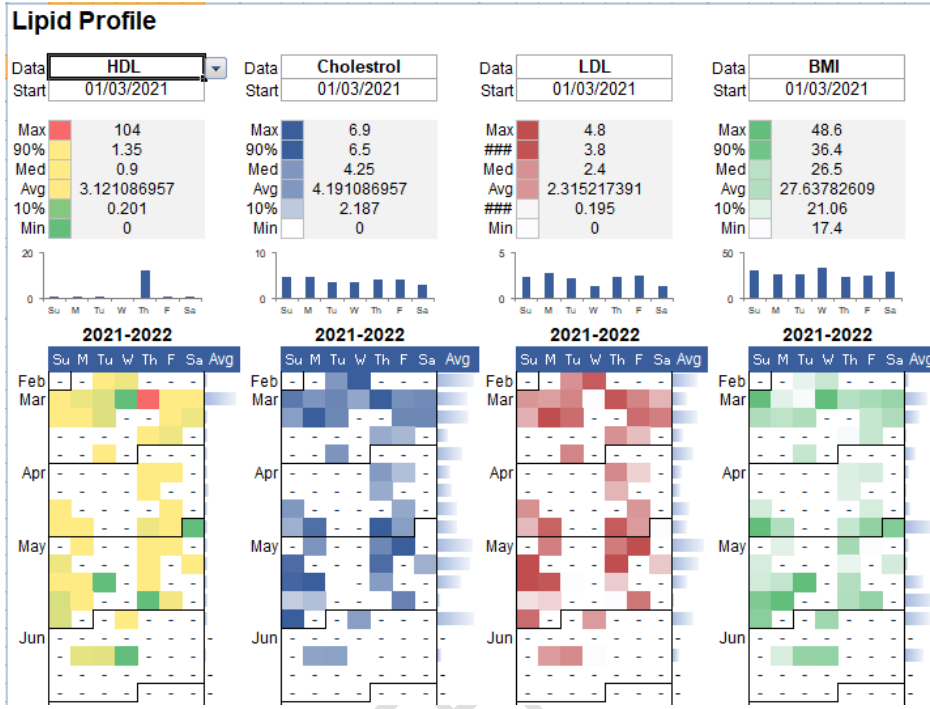 Lipid Profile
Data HDL Data Cholestrol Data LDL Data BMI
Start 01/03/2021 Start 01/03/2021 Start 01/03/2021 Start 01/03/2021
Max 104 Max 6.9 Max 4.8 Max 48.6
90% 1.35 90% 6.5 ### 3.8 90% 36.4
Med 0.9 Med 4.25 Med 2.4 Med 26.5
Avg 3.121086957 Avg 4.191086957 Avg 2.315217391 Avg 27.63782609
10% 0.201 10% 2.187 ### 0.195 10% 21.06
Min 0 Min 0 Min 0 Min 17.4
20 10 5 50
0 0 0 0
Su M Tu W Th F Sa Su M Tu W Th F Sa Su M Tu W Th F Sa Su M Tu W Th F Sa
2021-2022 2021-2022 2021-2022 2021-2022
Su M Tu W Th F Sa Avg Su M Tu W Th F Sa Avg Su M Tu W Th F Sa Avg Su M Tu W Th F Sa Avg
Feb Feb Feb Feb
Mar Mar Mar Mar
Apr Apr Apr Apr
May May May May
Jun Jun Jun Jun